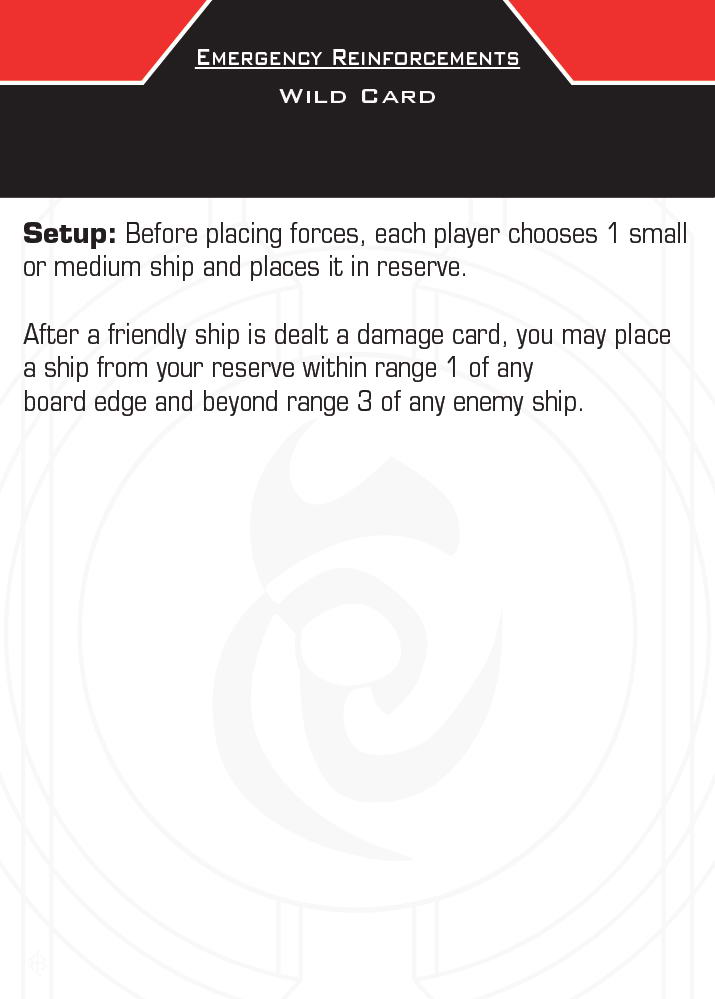 Emergency Reinforcements
Wild Card
Setup: Before placing forces, each player chooses 1 small
or medium ship and places it in reserve.
After a friendly ship is dealt a damage card, you may place
a ship from your reserve within range 1 of any
board edge and beyond range 3 of any enemy ship.